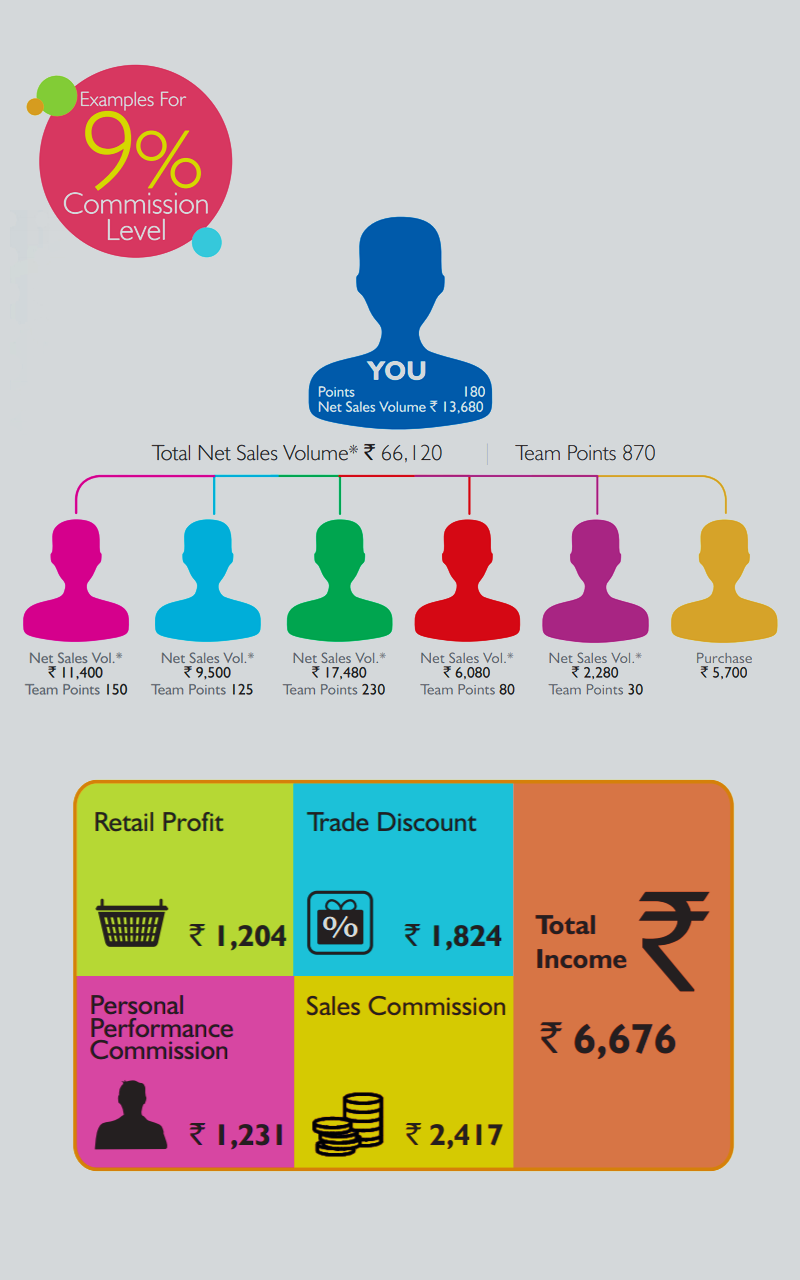 Examples For
9%
Commission
Level
YOU
Points 180
Net Sales Volume ₹ 13,680
Total Net Sales Volume* ₹ 66,120 Team Points 870
Net Sales Vol.* Net Sales Vol.* Net Sales Vol.* Net Sales Vol.* Net Sales Vol.* Purchase
₹ 11,400 ₹ 9,500 ₹ 17,480 ₹ 6,080 ₹ 2,280 ₹ 5,700
Team Points 150 Team Points 125 Team Points 230 Team Points 80 Team Points 30
Retail Profit
₹ 1,204
Trade Discount
%
₹ 1,824
Personal
Performance
Commission
₹ 1,231
Sales Commission
₹ 2,417
Total
Income
₹
₹ 6,676